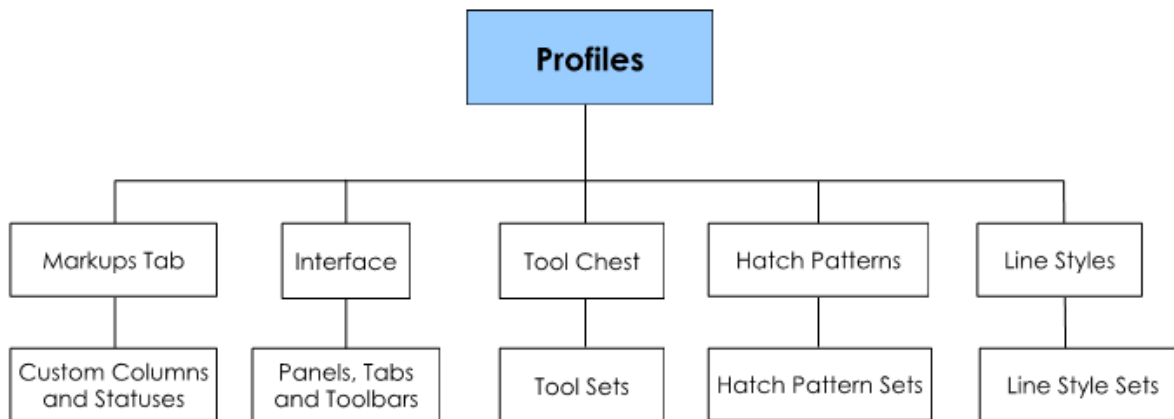 Profiles
Markups Tab
Interface
Tool Chest
Hatch Patterns
Line Styles
Custom Columns
and Statuses
Panels, Tabs
and Toolbars
Tool Sets
Hatch Pattern Sets
Line Style Sets